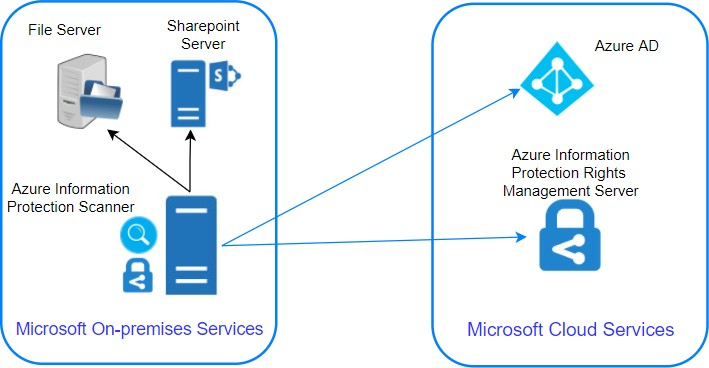 File Server
Sharepoint
Server
S
Azure Information
Protection Scanner
Microsoft On-premises Services
Azure AD
Azure Information
Protection Rights
Management Server
Microsoft Cloud Services